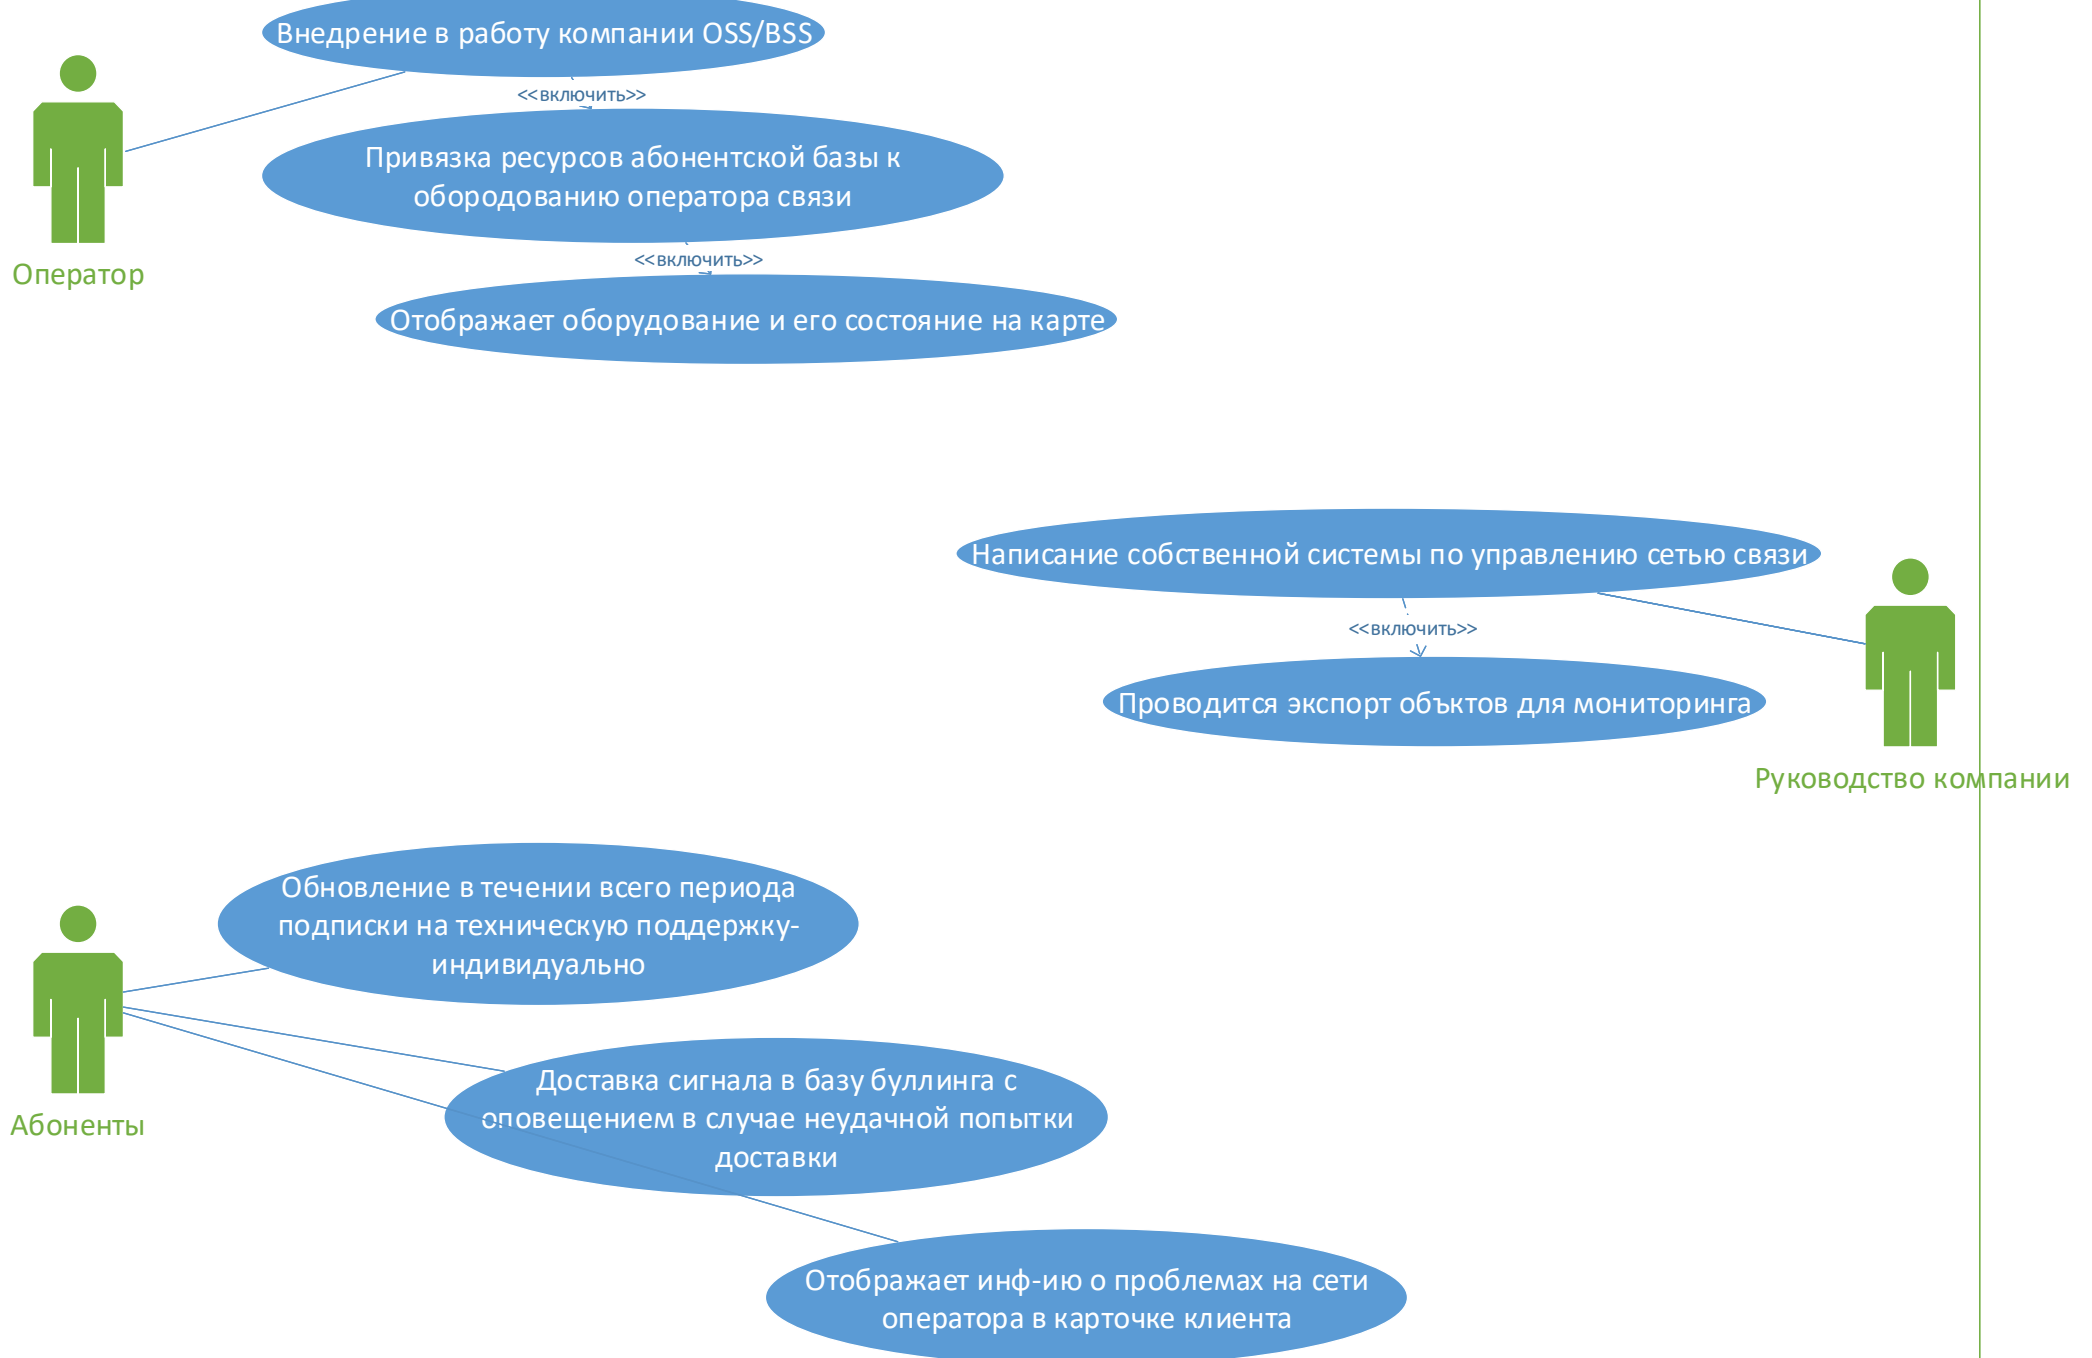 Внедрение в работу компании OSS/BSS
<<включить>>
Привязка ресурсов абонентской базы к
обородованию оператора связи
<<включить>>
Оператор
Отображает оборудование и его состояние на карте
Написание собственной системы по управлению сетью связи
<<включить>>
Проводится экспорт объктов для мониторинга
Руководство компании
Обновление в течении всего периода
подписки на техническую поддержку-
индивидуально
Доставка сигнала в базу буллинга с
оповещением в случае неудачной попытки
доставки
Абоненты
Отображает инф-ию о проблемах на сети
оператора в карточке клиента